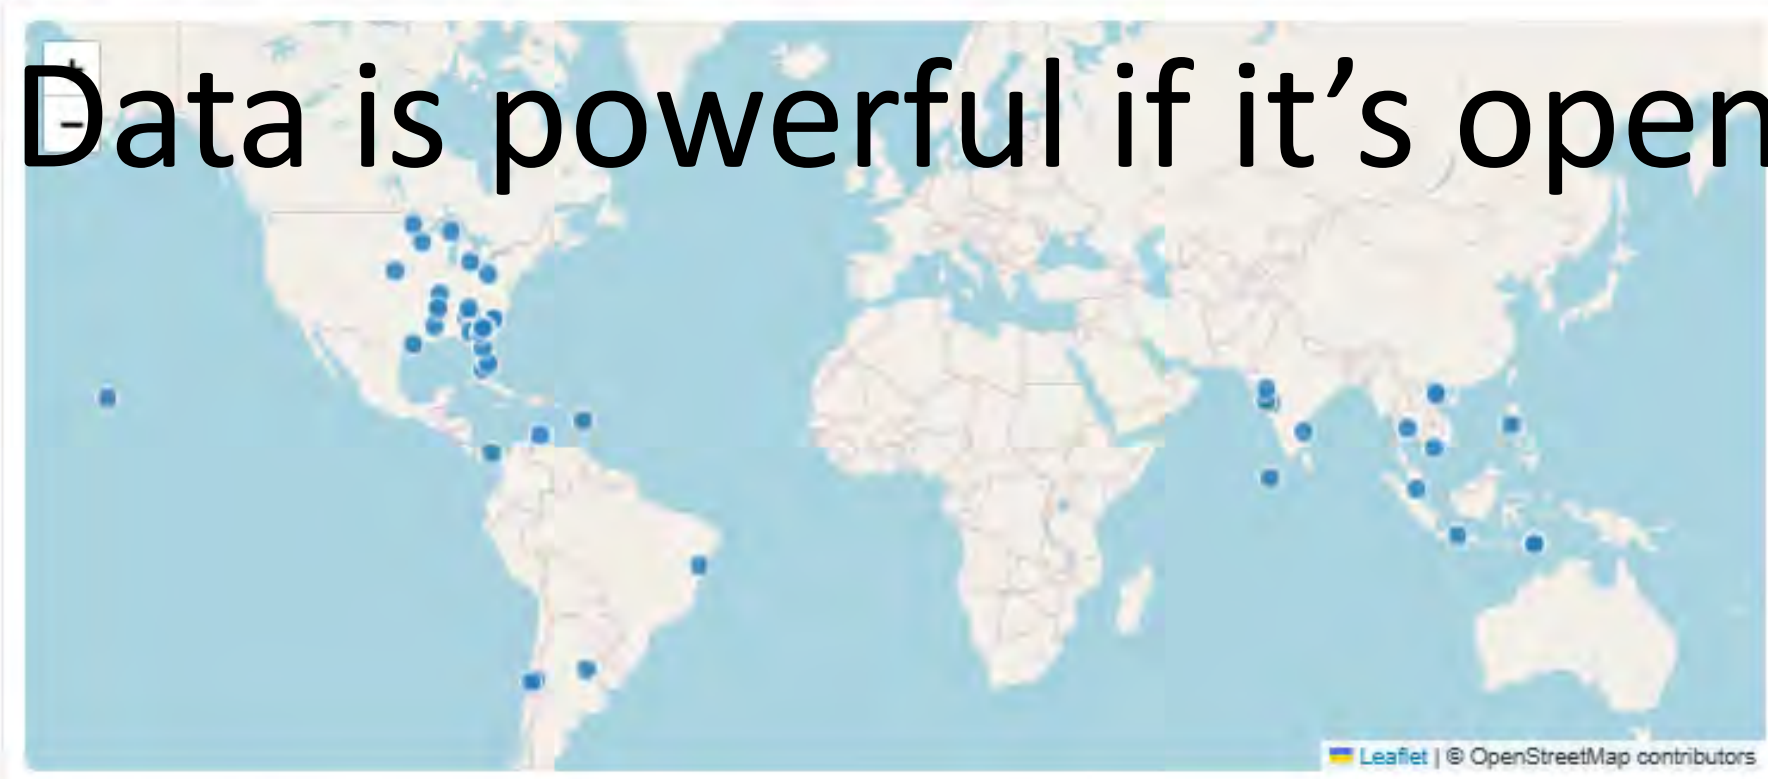 +
Data is powerful if it’s open
−
Leaflet | © OpenStreetMap contributors